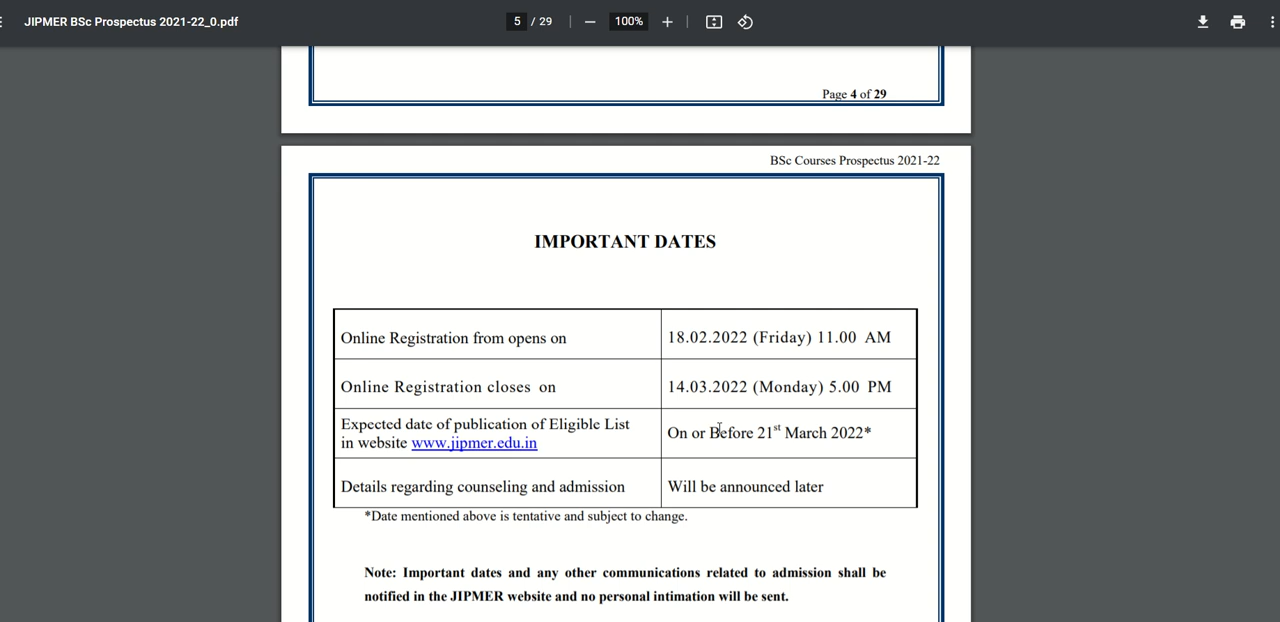 JIPMER BSc Prospectus 2021-22_0.pdf
5 / 29
100%
Page 4 of 29
BSc Courses Prospectus 2021-22
IMPORTANT DATES
Online Registration from opens on
18.02.2022 (Friday) 11.00 AM
Online Registration closes on
14.03.2022 (Monday) 5.00 PM
Expected date of publication of Eligible List
in website www.jipmer.edu.in
On or Before 21st March 2022*
Details regarding counseling and admission
Will be announced later
*Date mentioned above is tentative and subject to change.
Note: Important dates and any other communications related to admission shall be
notified in the JIPMER website and no personal intimation will be sent.